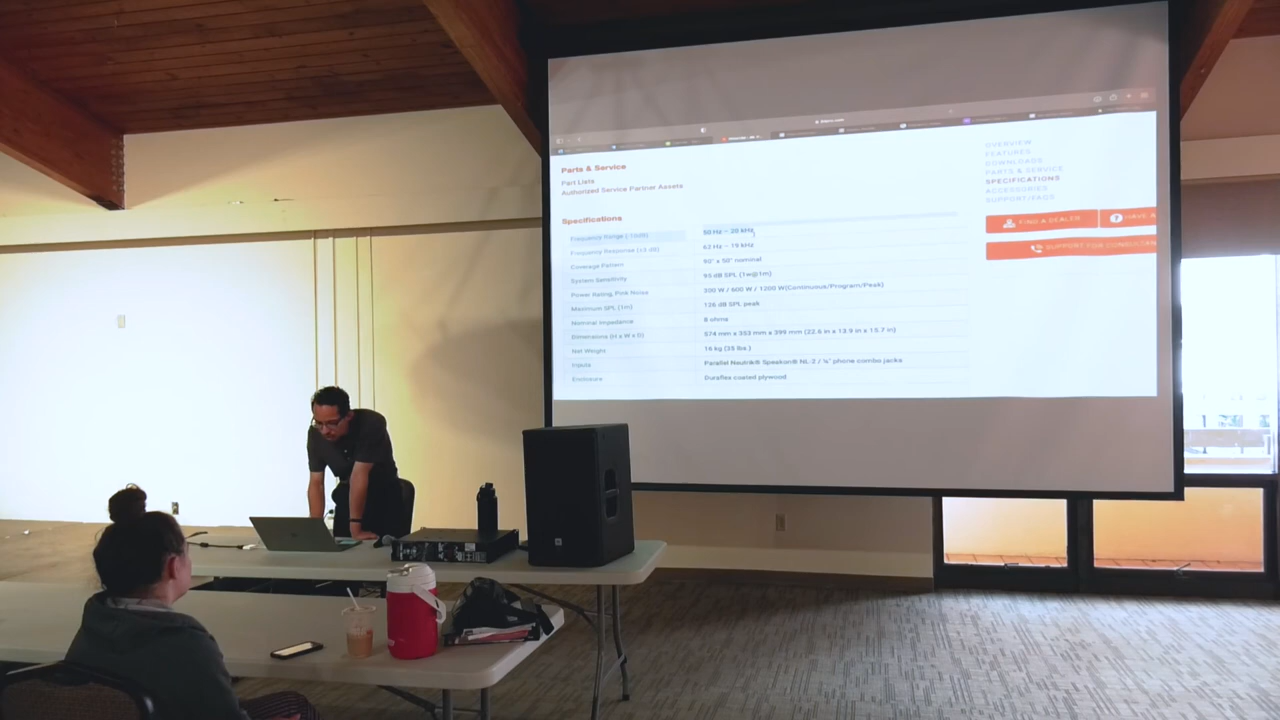 OVERVIEW
FEATURES
DOWNLOADS
PARTS & SERVICE
SPECIFICATIONS
ACCESSORIES
SUPPORT/FAQS
FIND A DEALER
HAVE A
SUPPORT FOR CONSULTAN
Parts & Service
Part Lists
Authorized Service Partner Assets
Specifications
Frequency Range (-10dB) 50 Hz – 20 kHz
Frequency Response (±3 dB) 63 Hz – 19 kHz
Coverage Pattern 90° x 50° nominal
System Sensitivity 95 dB SPL (1w@1m)
Power Rating, Pink Noise 300 W / 600 W / 1200 W(Continuous/Program/Peak)
Maximum SPL (1m) 126 dB SPL peak
Nominal Impedance 8 ohms
Dimensions (H x W x D) 574 mm x 353 mm x 399 mm (22.6 in x 13.9 in x 15.7 in)
Net Weight 16 kg (35 lbs.)
Inputs Parallel Neutrik® Speakon® NL-2 / ¼" phone combo jacks
Enclosure Duraflex coated plywood